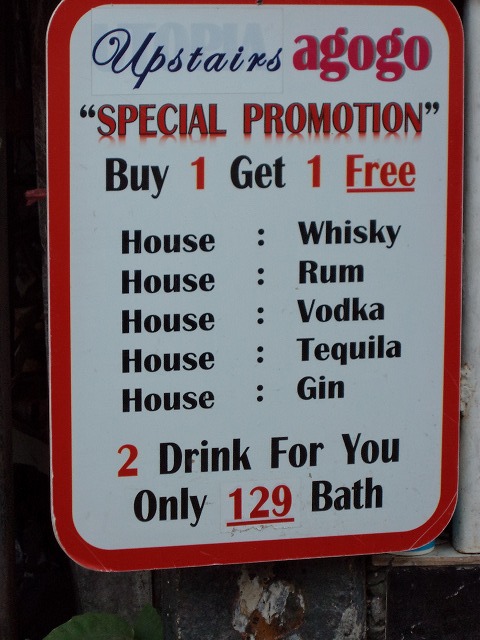 Upstairs agogo
“SPECIAL PROMOTION”
Buy 1 Get 1 Free
House : Whisky
House : Rum
House : Vodka
House : Tequila
House : Gin
2 Drink For You
Only 129 Bath